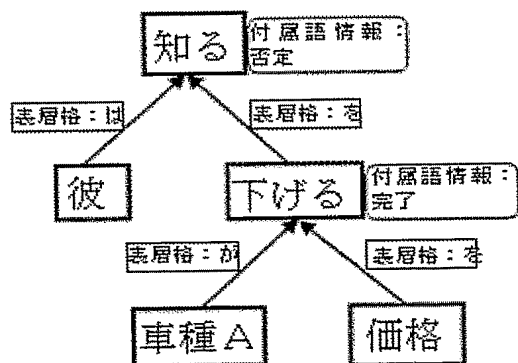 知る
付属語情報：
否定
表層格：は
表層格：を
彼
下げる
付属語情報：
完了
表層格：が
表層格：を
車種A
価格